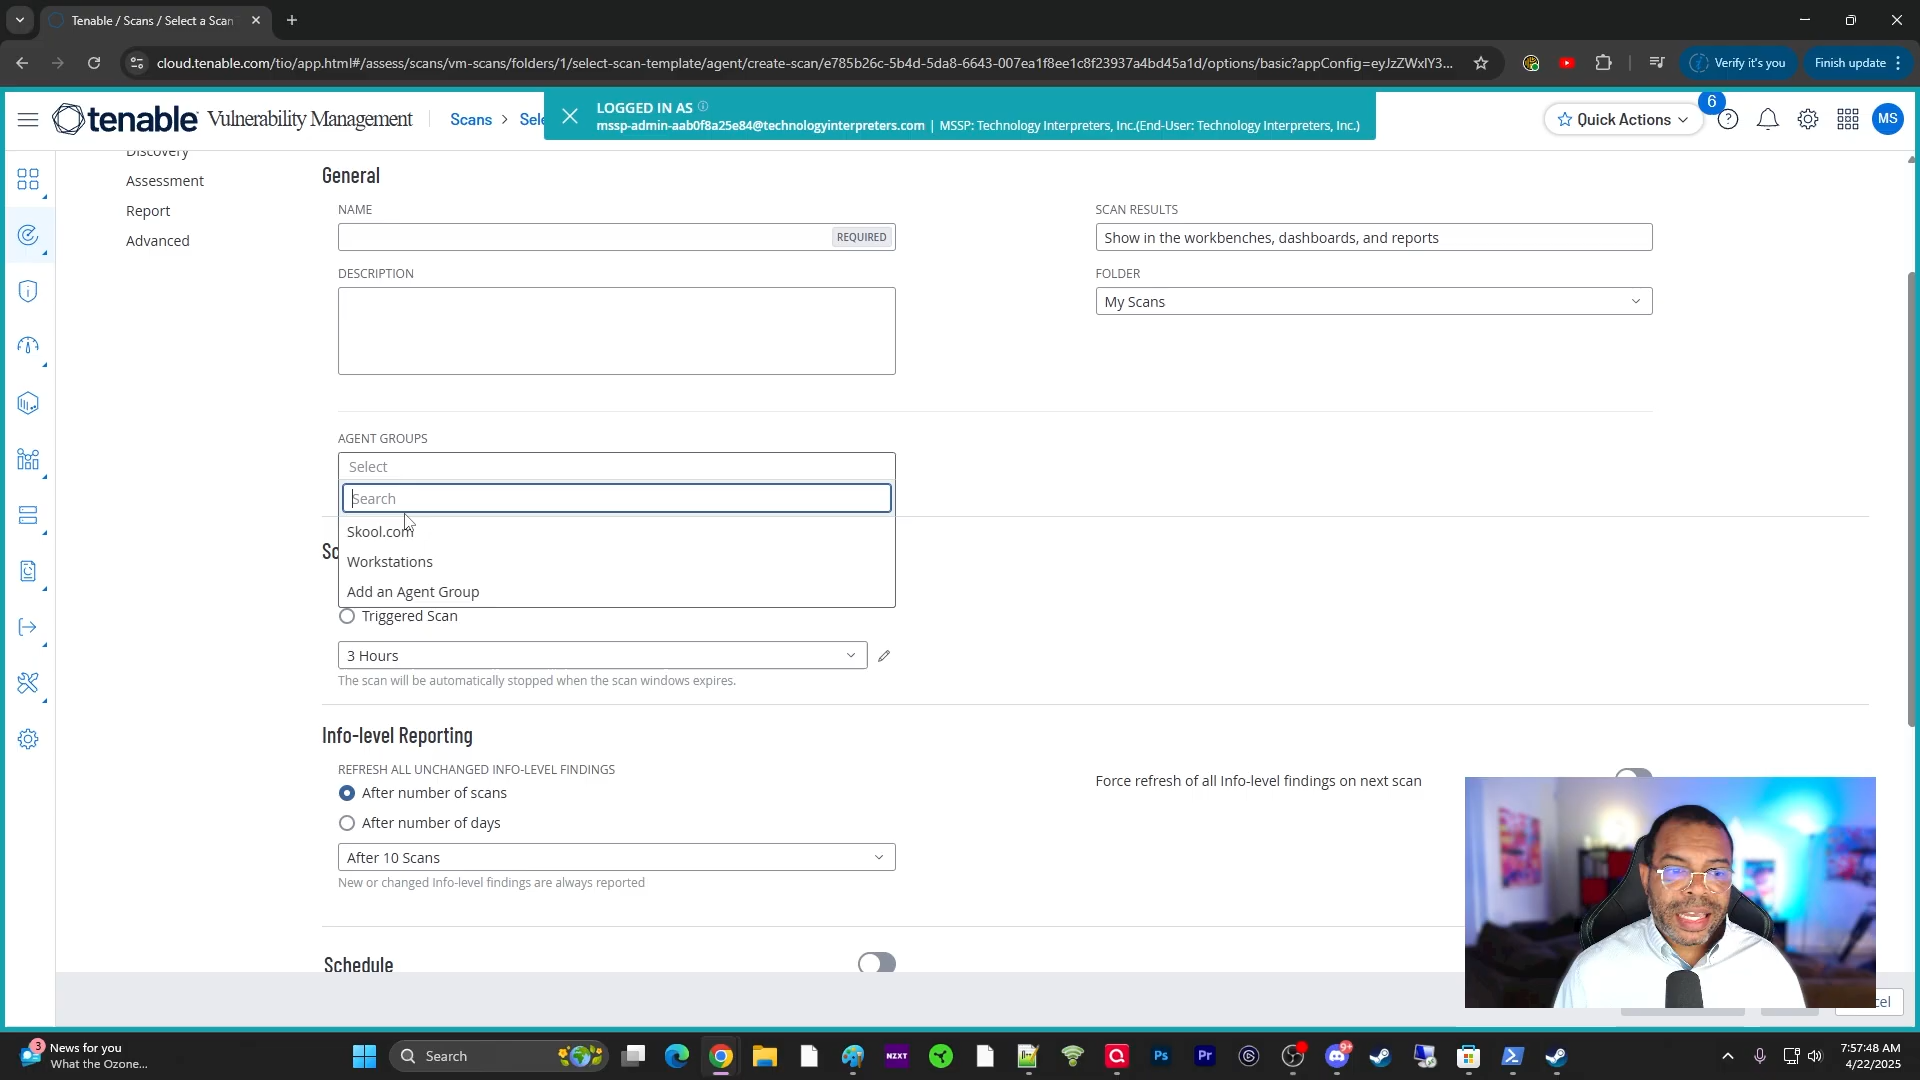 Tenable / Scans / Select a Scan
cloud.tenable.com/tio/app.html#/assess/scans/vm-scans/folders/1/select-scan-template/agent/create-scan/e785b26c-5b4d-5da8-6643-007ea1f8ee1c8f23937a4bd45a1d/options/basic?appConfig=eyJzZWxlY3...
Verify it's you
Finish update
tenable Vulnerability Management
Scans > Sele
LOGGED IN AS
mssp-admin-aab0f8a25e84@technologyinterpreters.com | MSSP: Technology Interpreters, Inc.(End-User: Technology Interpreters, Inc.)
Quick Actions
6
MS
Discovery
Assessment
Report
Advanced
General
NAME
REQUIRED
DESCRIPTION
SCAN RESULTS
Show in the workbenches, dashboards, and reports
FOLDER
My Scans
AGENT GROUPS
Select
Search
Skool.com
Workstations
Add an Agent Group
Sc
Triggered Scan
3 Hours
The scan will be automatically stopped when the scan windows expires.
Info-level Reporting
REFRESH ALL UNCHANGED INFO-LEVEL FINDINGS
After number of scans
After number of days
After 10 Scans
New or changed Info-level findings are always reported
Force refresh of all Info-level findings on next scan
Schedule
cel
3
News for you
What the Ozone...
Search
NZXT
Ps
Pr
9+
7:57:48 AM
4/22/2025